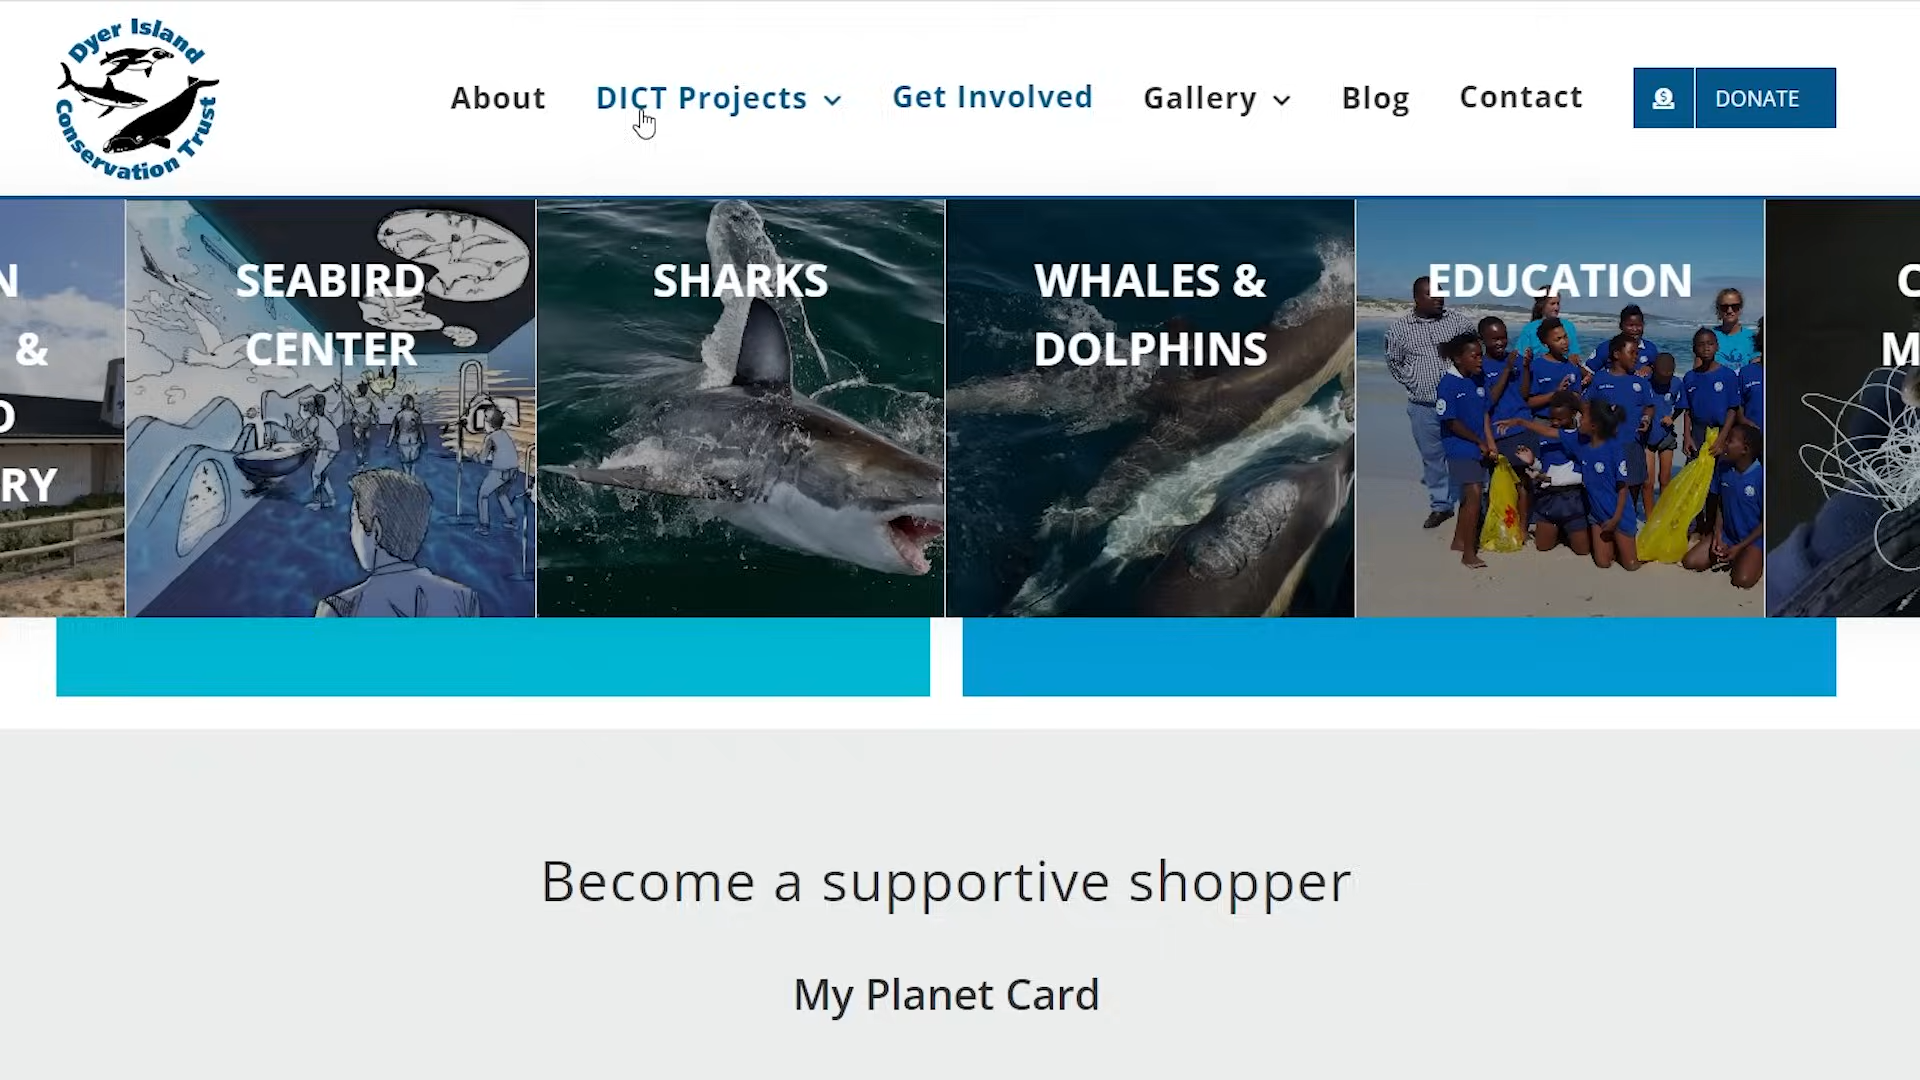 Dyer Island
Conservation Trust
About
DICT Projects
Get Involved
Gallery
Blog
Contact
DONATE
N
&
RY
SEABIRD
CENTER
SHARKS
WHALES &
DOLPHINS
EDUCATION
Become a supportive shopper
My Planet Card